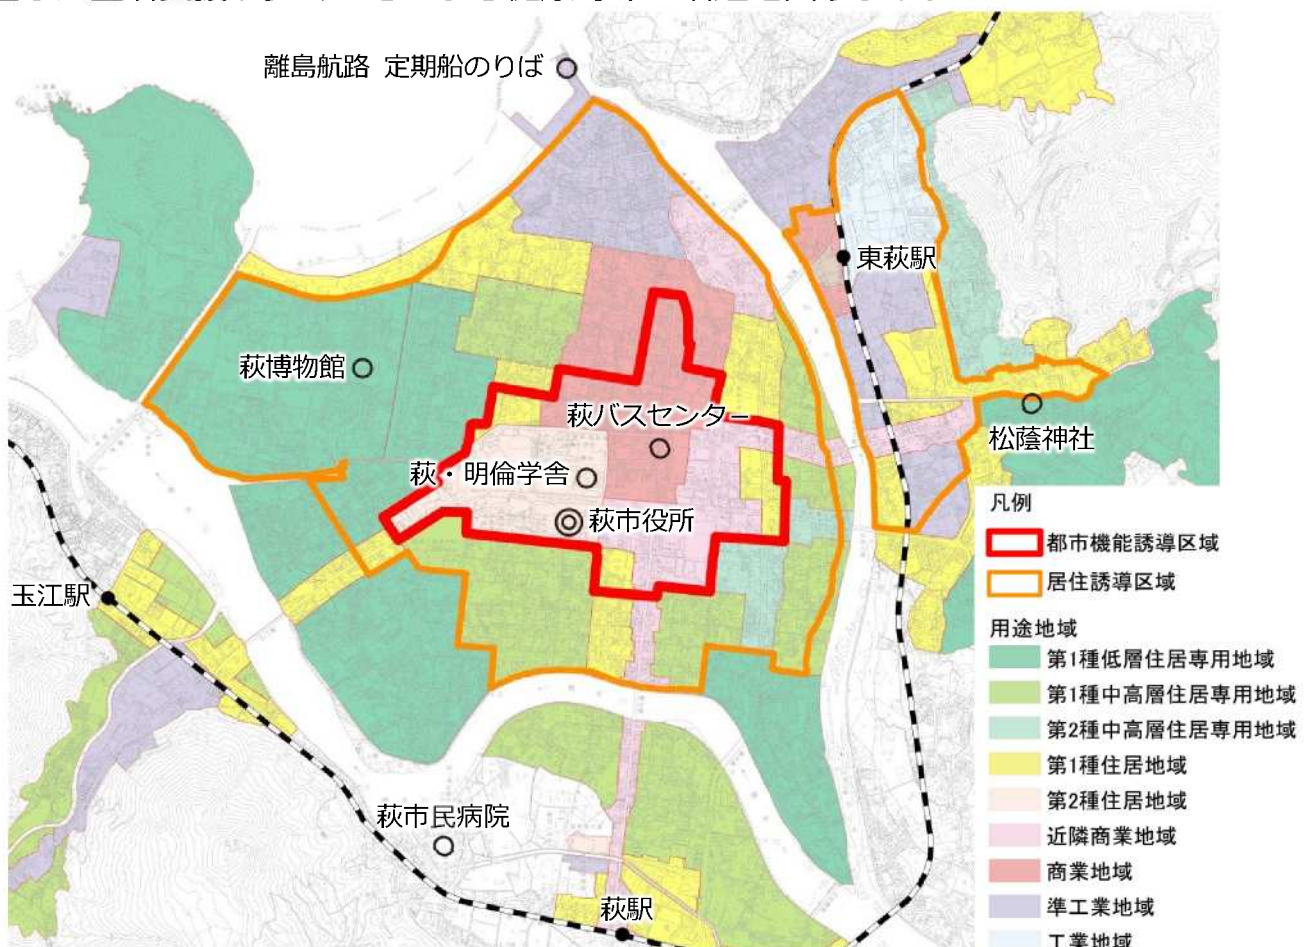 離島航路 定期船のりば
東萩駅
萩博物館
萩バスセンター
松蔭神社
萩・明倫学舎
萩市役所
玉江駅
萩市民病院
萩駅
凡例
都市機能誘導区域
居住誘導区域
用途地域
第1種低層住居専用地域
第1種中高層住居専用地域
第2種中高層住居専用地域
第1種住居地域
第2種住居地域
近隣商業地域
商業地域
準工業地域
工業地域